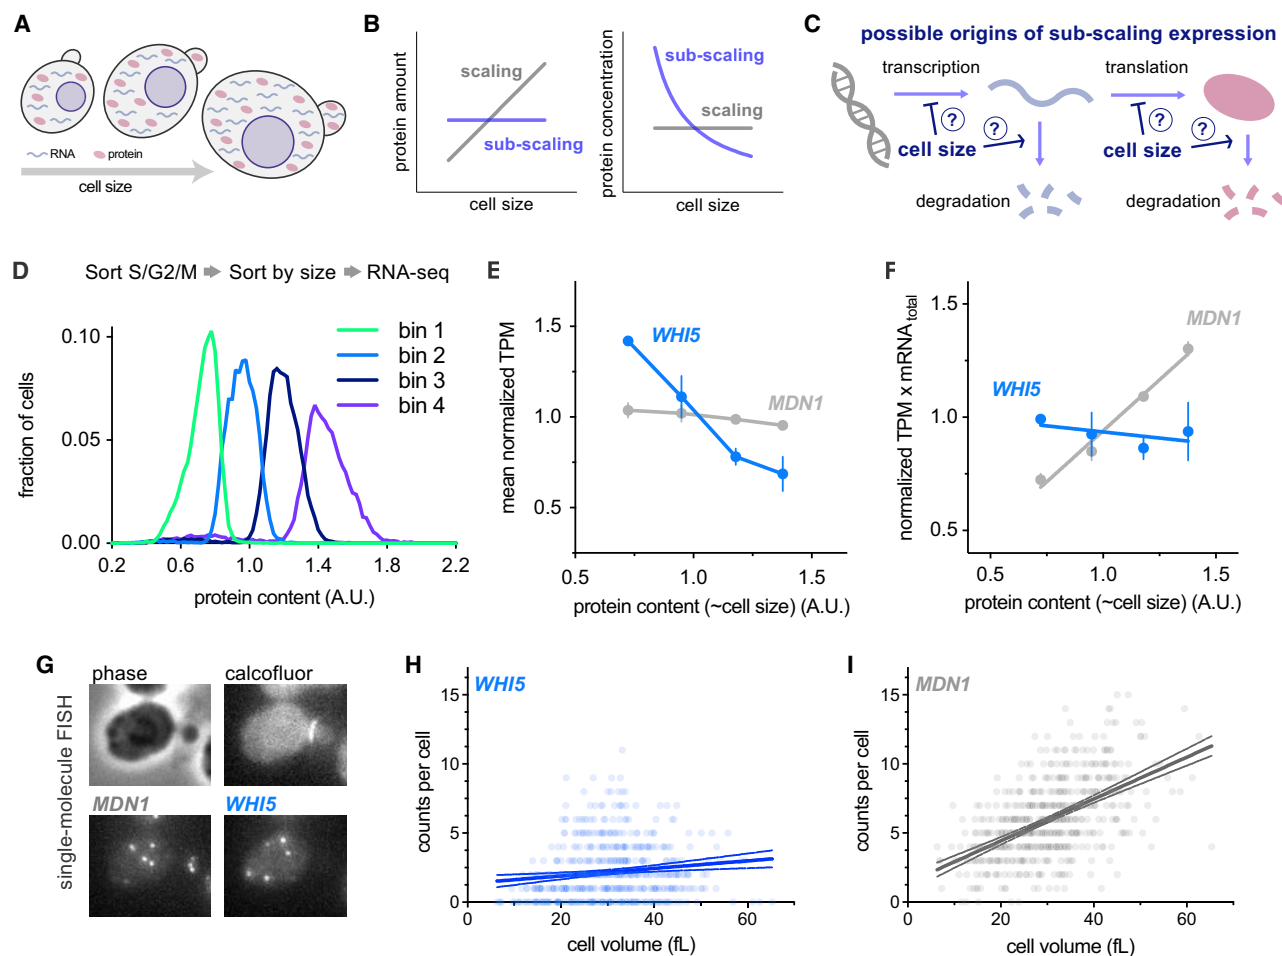 A
RNA
protein
cell size
B
protein amount
scaling
sub-scaling
cell size
protein concentration
sub-scaling
scaling
cell size
C
possible origins of sub-scaling expression
transcription
translation
?
?
?
?
cell size
cell size
degradation
degradation
D
Sort S/G2/M
Sort by size
RNA-seq
bin 1
bin 2
bin 3
bin 4
fraction of cells
0.10
0.05
0.00
0.2
0.6
1.0
1.4
1.8
2.2
protein content (A.U.)
E
mean normalized TPM
1.5
1.0
0.5
WHI5
MDN1
0.5
1.0
1.5
protein content (~cell size) (A.U.)
F
normalized TPM x mRNAtotal
1.5
1.0
0.5
MDN1
WHI5
0.5
1.0
1.5
protein content (~cell size) (A.U.)
G
single-molecule FISH
phase
calcofluor
MDN1
WHI5
H
WHI5
counts per cell
15
10
5
0
0
20
40
60
cell volume (fL)
I
MDN1
counts per cell
15
10
5
0
0
20
40
60
cell volume (fL)